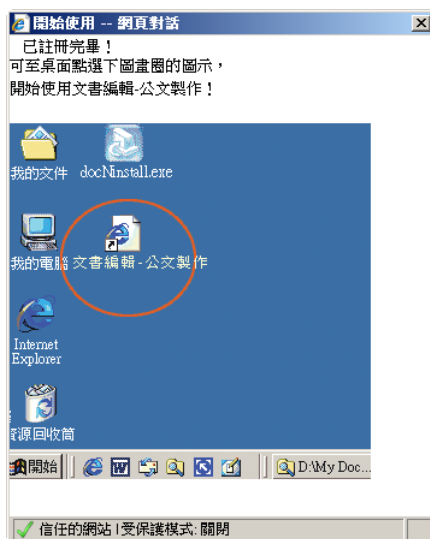 開始使用 -- 網頁對話
已註冊完畢！
可至桌面點選下圖畫圈的圖示，
開始使用文書編輯-公文製作！
我的文件
docNinstall.exe
我的電腦
文書編輯-公文製作
Internet
Explorer
資源回收筒
開始
D:\My Doc...
信任的網站 | 受保護模式: 關閉